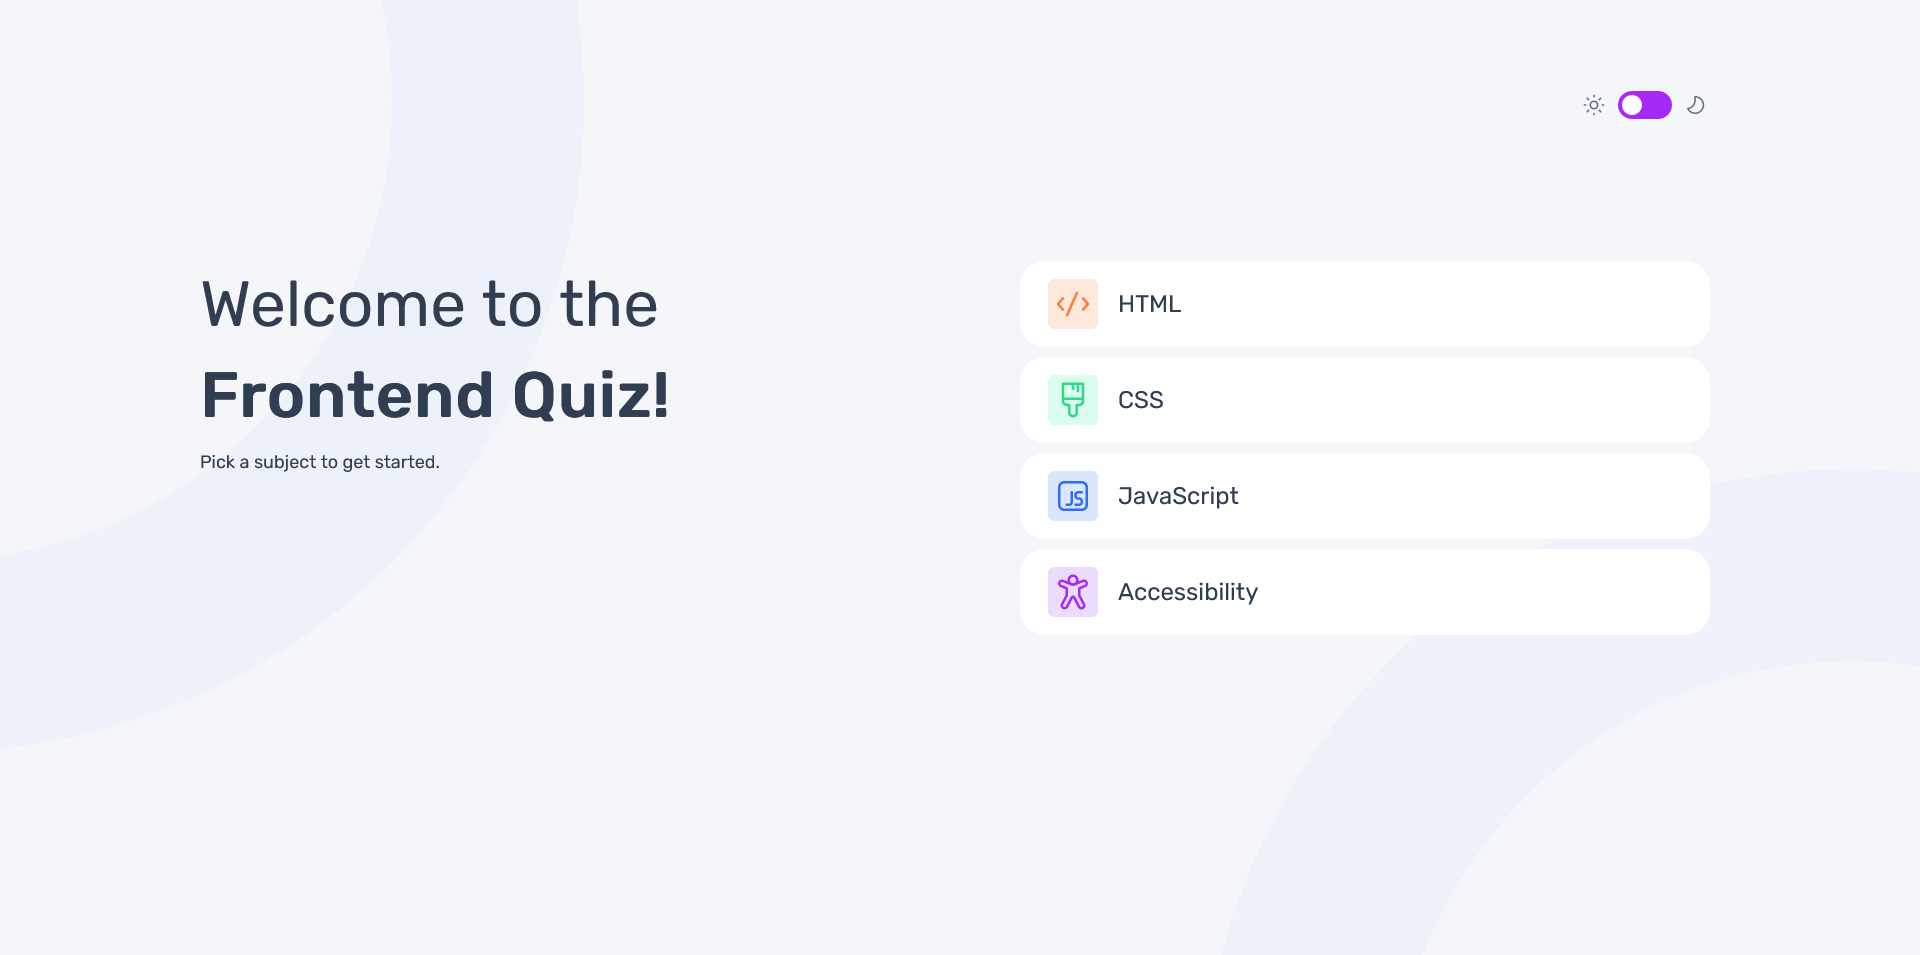 Welcome to the
Frontend Quiz!
Pick a subject to get started.
HTML
CSS
JS
JavaScript
Accessibility